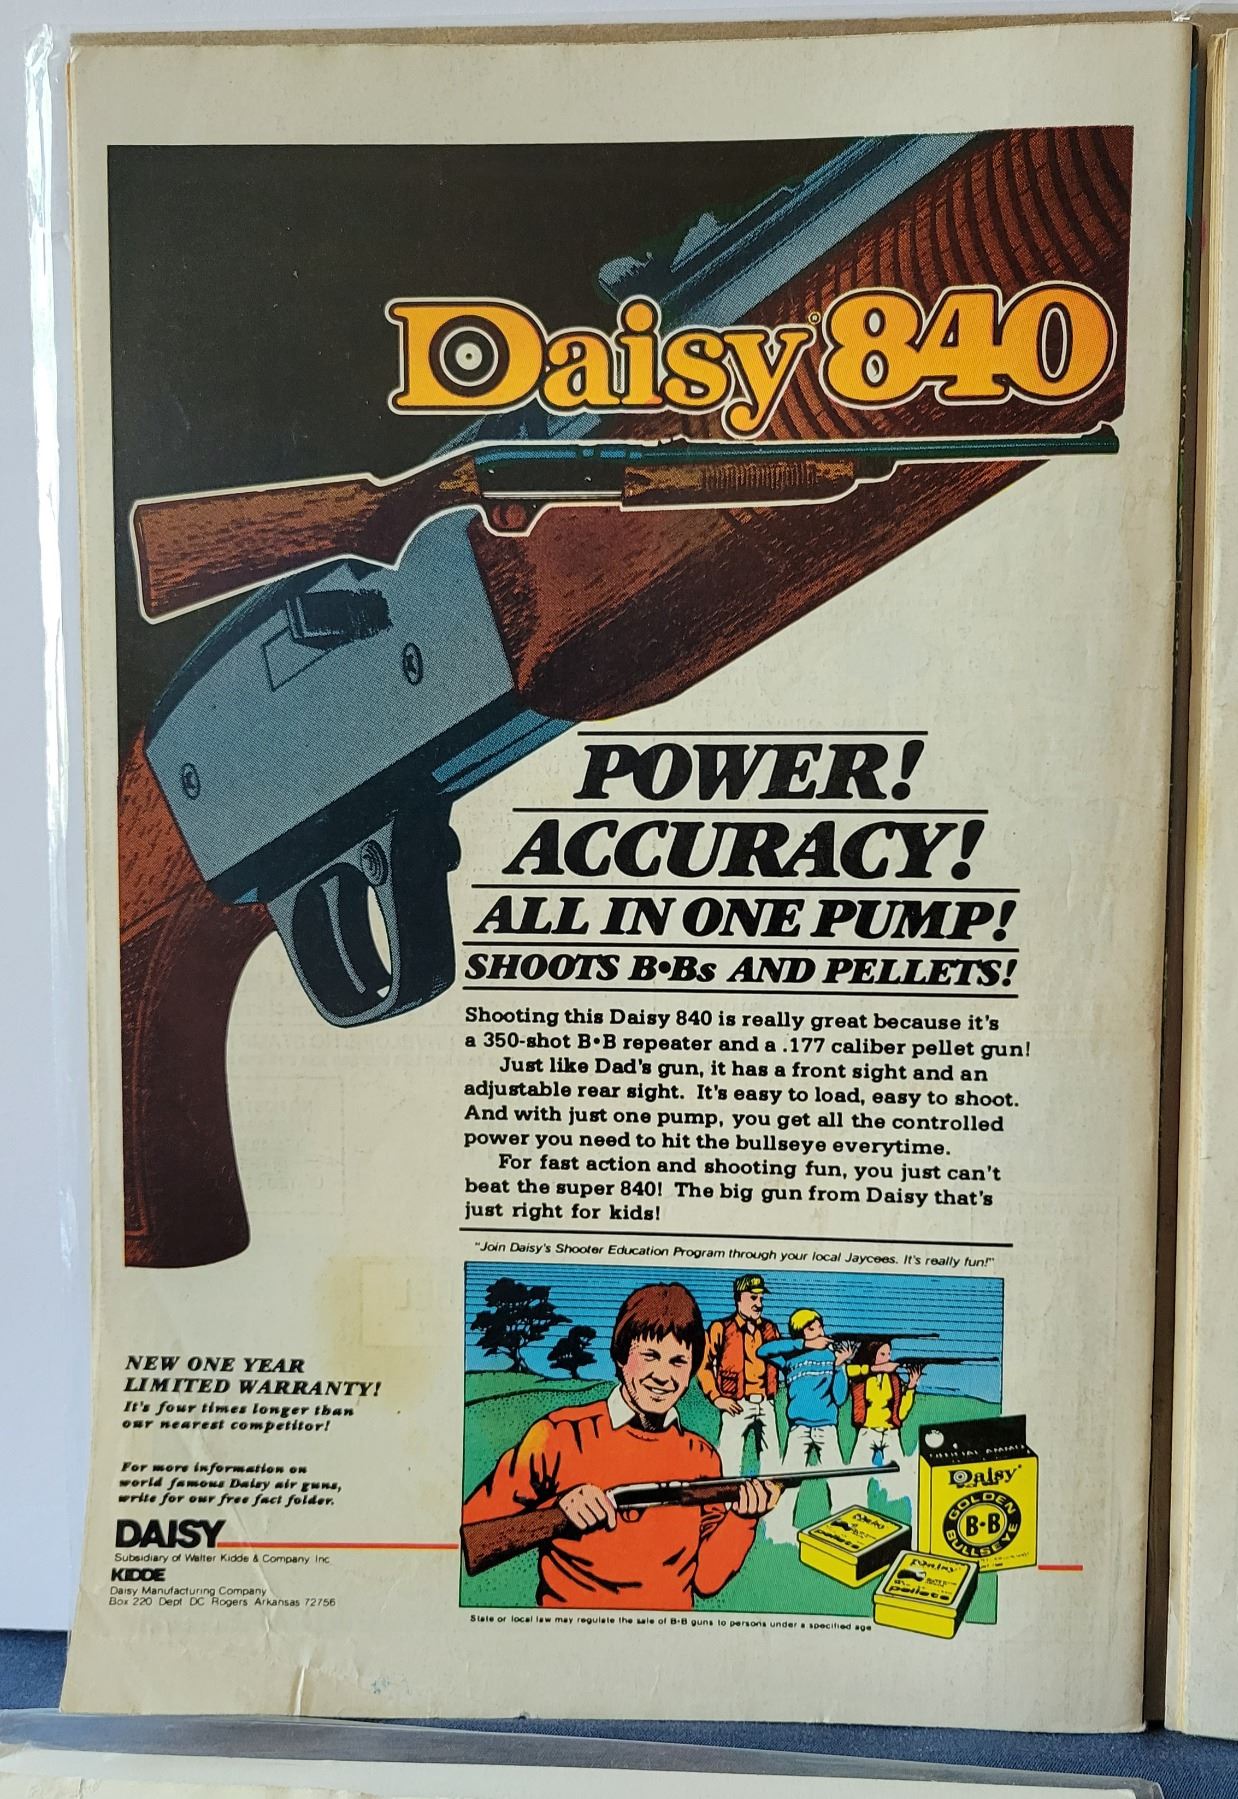 Daisy® 840
POWER!
ACCURACY!
ALL IN ONE PUMP!
SHOOTS B•Bs AND PELLETS!
Shooting this Daisy 840 is really great because it's
a 350-shot B•B repeater and a .177 caliber pellet gun!
Just like Dad's gun, it has a front sight and an
adjustable rear sight. It's easy to load, easy to shoot.
And with just one pump, you get all the controlled
power you need to hit the bullseye everytime.
For fast action and shooting fun, you just can't
beat the super 840! The big gun from Daisy that's
just right for kids!
"Join Daisy's Shooter Education Program through your local Jaycees. It's really fun!"
NEW ONE YEAR
LIMITED WARRANTY!
It's four times longer than
our nearest competitor!
For more information on
world famous Daisy air guns,
write for our free fact folder.
DAISY
Subsidiary of Walter Kidde & Company Inc
KIDDE
Daisy Manufacturing Company
Box 220 Dept DC Rogers Arkansas 72756
Daisy
GOLDEN
B•B
BULLSEYE
Daisy
pellets
Daisy
pellets
State or local law may regulate the sale of B•B guns to persons under a specified age